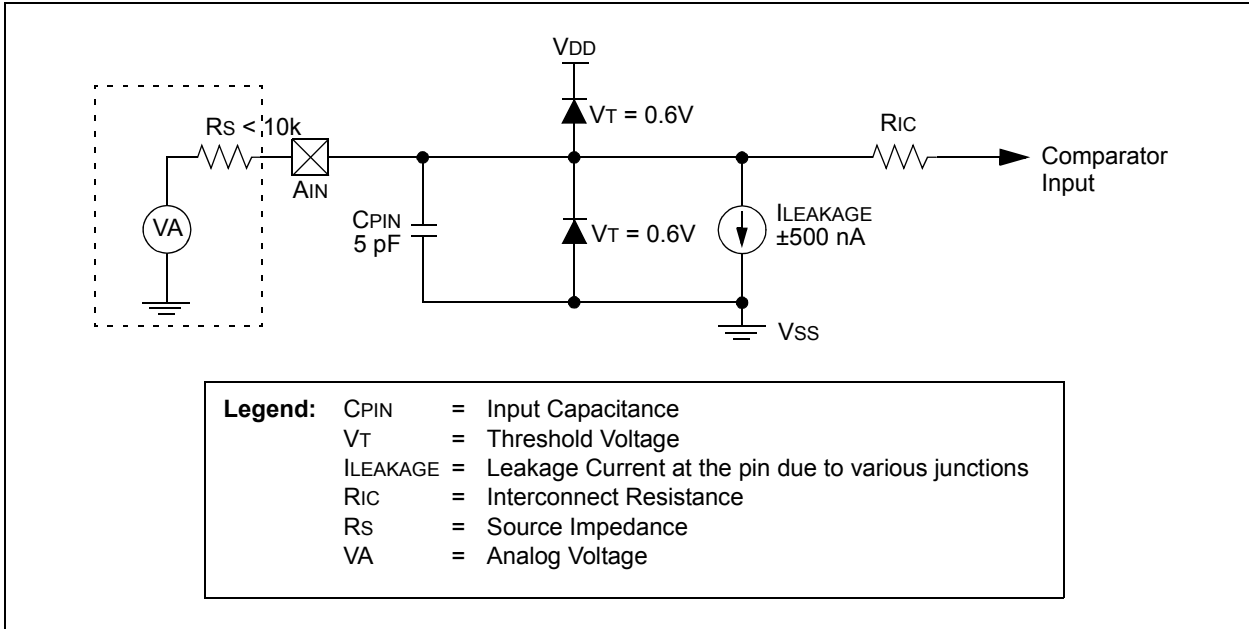 VDD
VT = 0.6V
RS < 10k
RIC
AIN
Comparator
Input
VA
CPIN
5 pF
VT = 0.6V
ILEAKAGE
±500 nA
VSS
Legend: CPIN = Input Capacitance
VT = Threshold Voltage
ILEAKAGE = Leakage Current at the pin due to various junctions
RIC = Interconnect Resistance
RS = Source Impedance
VA = Analog Voltage